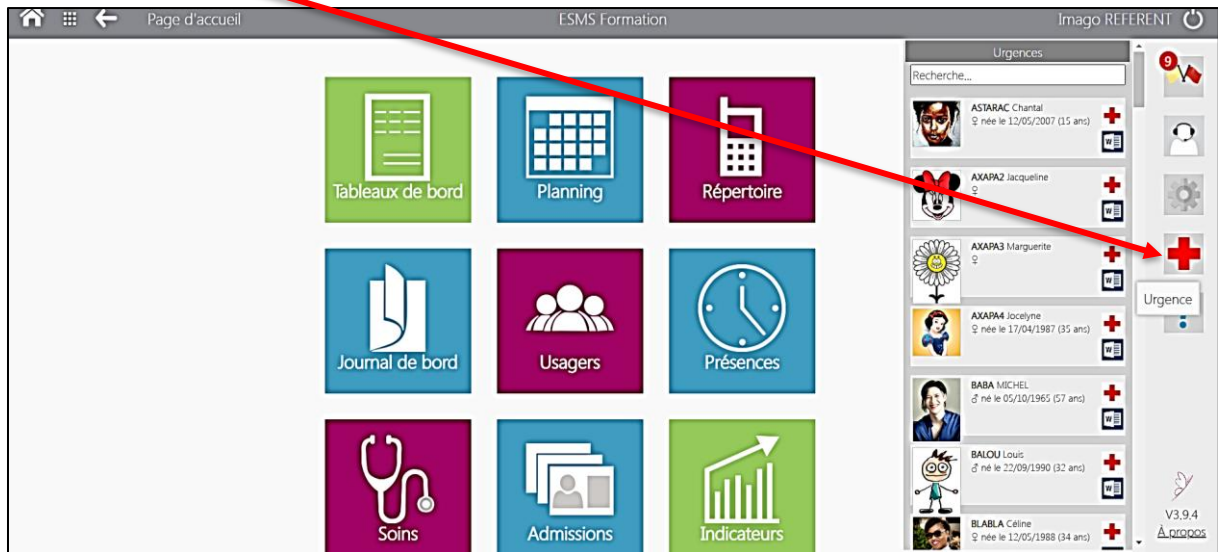 Page d'accueil
ESMS Formation
Imago REFERENT
Tableaux de bord
Planning
Répertoire
Journal de bord
Usagers
Présences
Soins
Admissions
Indicateurs
Urgences
Recherche...
ASTARAC Chantal
♀ née le 12/05/2007 (15 ans)
AXAPA2 Jacqueline
♀
AXAPA3 Marguerite
♀
AXAPA4 Jocelyne
♀ née le 17/04/1987 (35 ans)
BABA MICHEL
♂ né le 05/10/1965 (57 ans)
BALOU Louis
♂ né le 22/09/1990 (32 ans)
BLABLA Céline
♀ née le 12/05/1988 (34 ans)
9
Urgence
V3.9.4
À propos